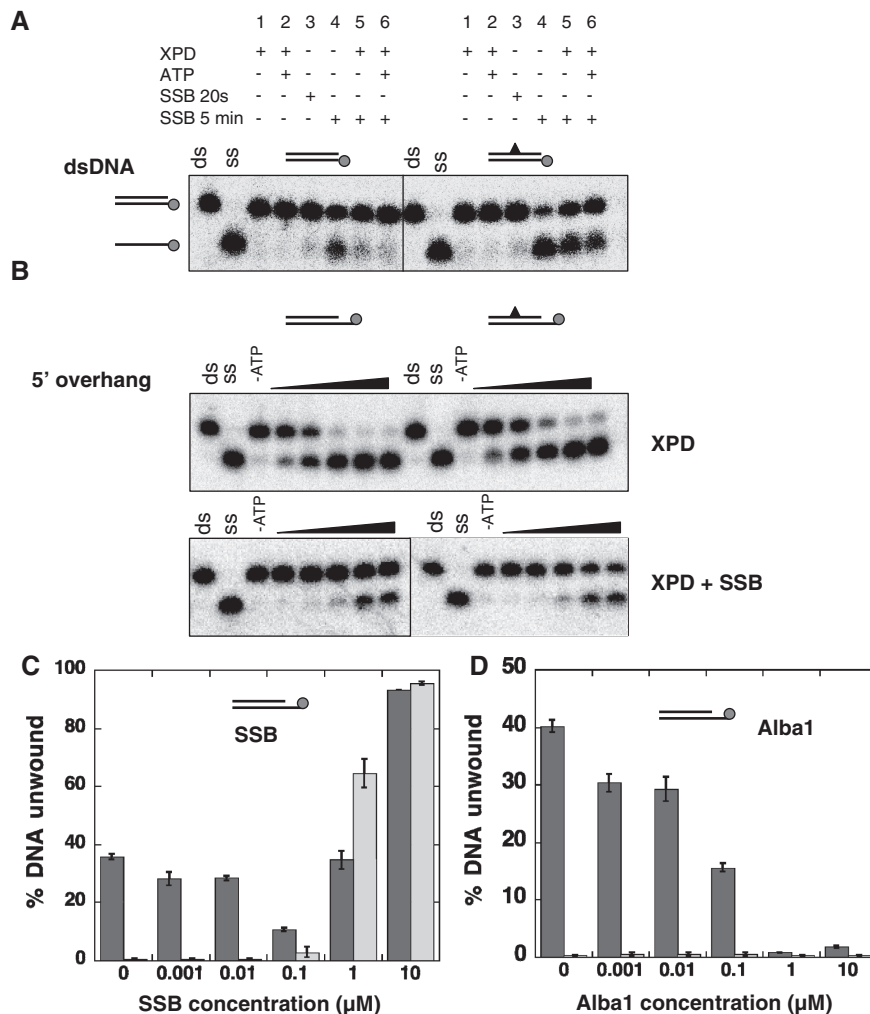 A
1 2 3 4 5 6 1 2 3 4 5 6
XPD + + - - + + + + - - + +
ATP - + - - - + - + - - - +
SSB 20s - - + - - - - - + - - -
SSB 5 min - - - + + + - - - + + +
dsDNA
ds ss ds ss
B
5' overhang
ds ss -ATP ds ss -ATP
XPD
ds ss -ATP ds ss -ATP
XPD + SSB
C
% DNA unwound
100
80
60
40
20
0
SSB
0 0.001 0.01 0.1 1 10
SSB concentration (µM)
D
% DNA unwound
50
40
30
20
10
0
Alba1
0 0.001 0.01 0.1 1 10
Alba1 concentration (µM)